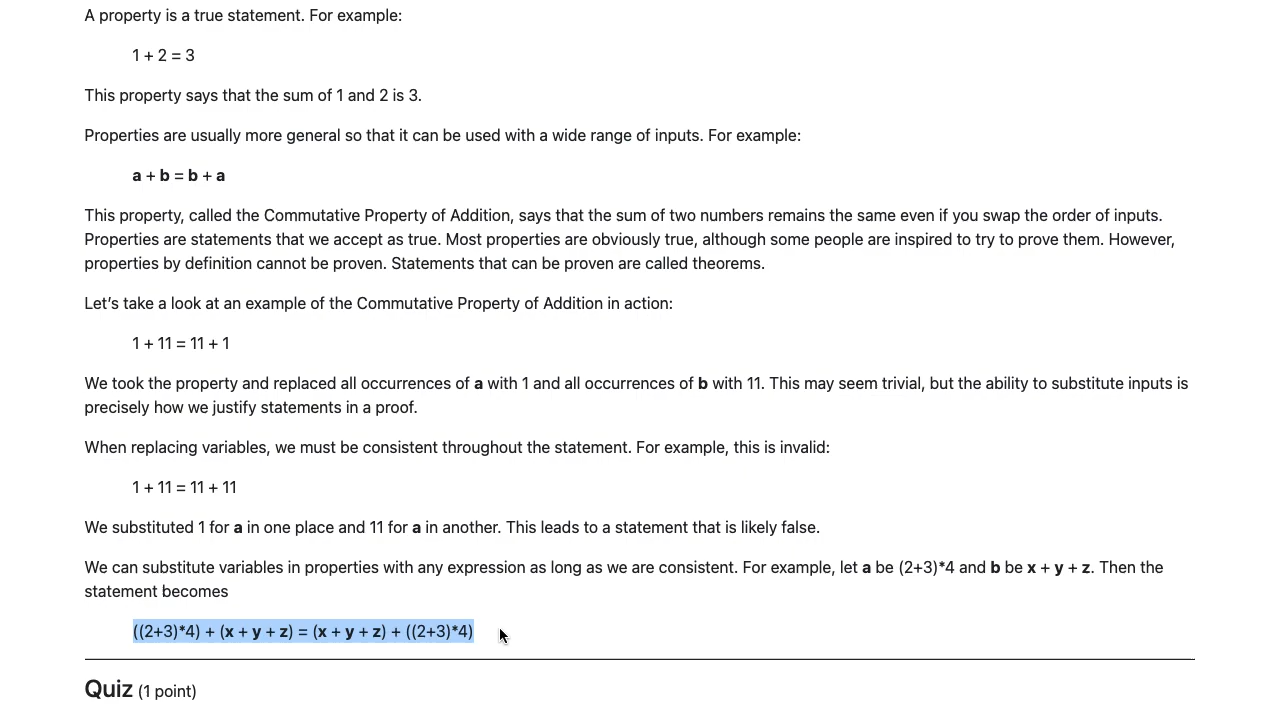 A property is a true statement. For example:
1 + 2 = 3
This property says that the sum of 1 and 2 is 3.
Properties are usually more general so that it can be used with a wide range of inputs. For example:
a + b = b + a
This property, called the Commutative Property of Addition, says that the sum of two numbers remains the same even if you swap the order of inputs.
Properties are statements that we accept as true. Most properties are obviously true, although some people are inspired to try to prove them. However,
properties by definition cannot be proven. Statements that can be proven are called theorems.
Let’s take a look at an example of the Commutative Property of Addition in action:
1 + 11 = 11 + 1
We took the property and replaced all occurrences of a with 1 and all occurrences of b with 11. This may seem trivial, but the ability to substitute inputs is
precisely how we justify statements in a proof.
When replacing variables, we must be consistent throughout the statement. For example, this is invalid:
1 + 11 = 11 + 11
We substituted 1 for a in one place and 11 for a in another. This leads to a statement that is likely false.
We can substitute variables in properties with any expression as long as we are consistent. For example, let a be (2+3)*4 and b be x + y + z. Then the
statement becomes
((2+3)*4) + (x + y + z) = (x + y + z) + ((2+3)*4)
Quiz (1 point)